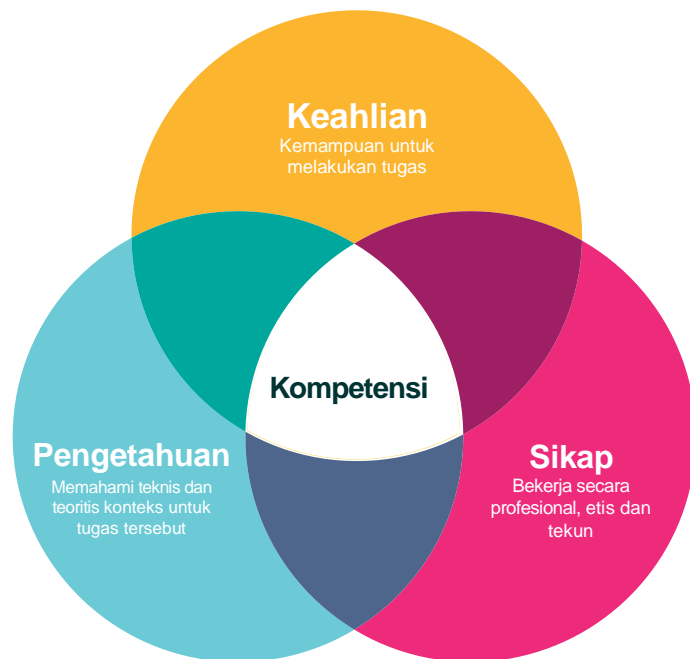 Keahlian
Kemampuan untuk
melakukan tugas
Kompetensi
Pengetahuan
Memahami teknis dan
teoritis konteks untuk
tugas tersebut
Sikap
Bekerja secara
profesional, etis dan
tekun